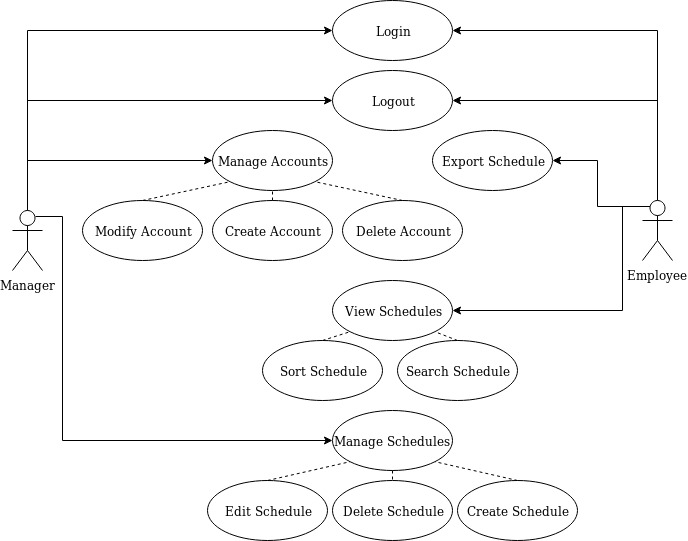 Login
Logout
Manage Accounts
Export Schedule
Modify Account
Create Account
Delete Account
Manager
Employee
View Schedules
Sort Schedule
Search Schedule
Manage Schedules
Edit Schedule
Delete Schedule
Create Schedule